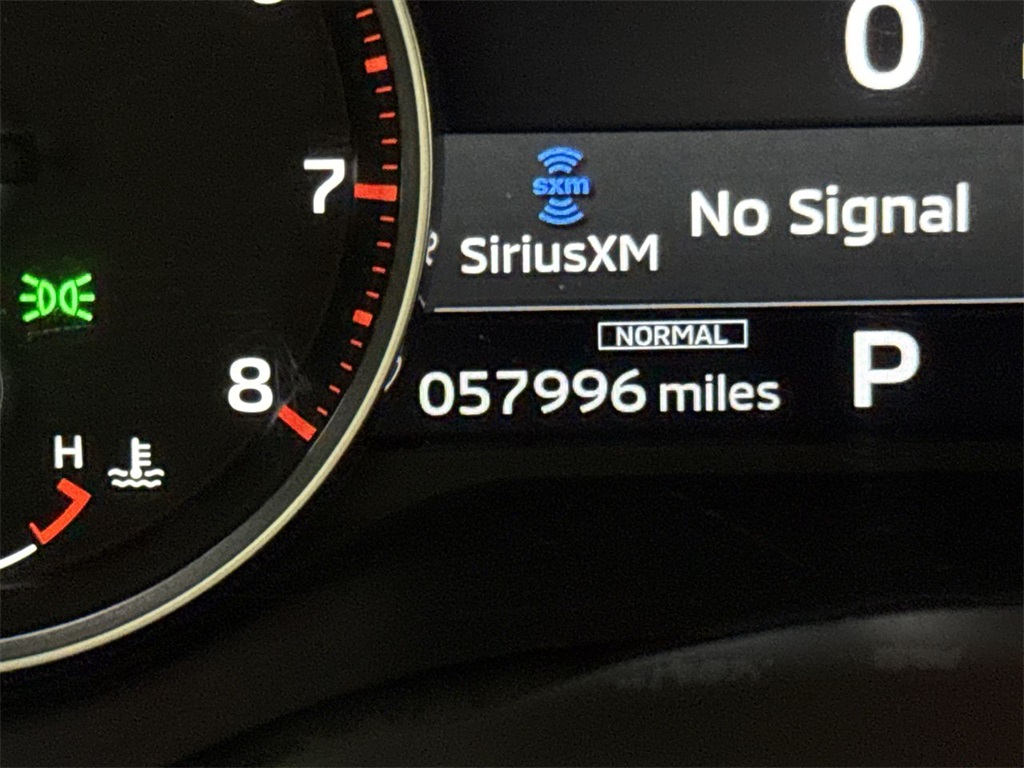 0
7
sxm
SiriusXM
No Signal
NORMAL
8
057996 miles
P
H